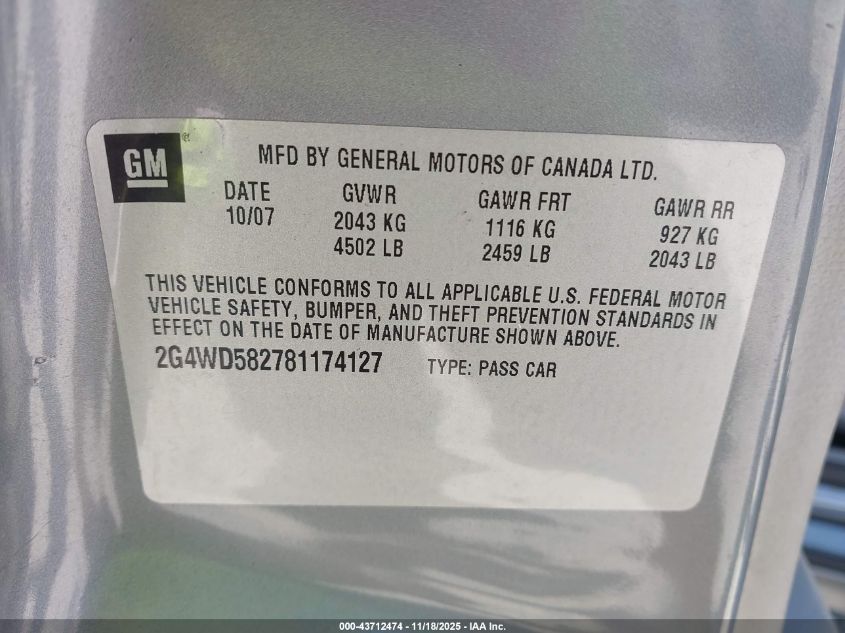 GM ®
MFD BY GENERAL MOTORS OF CANADA LTD.
DATE GVWR GAWR FRT GAWR RR
10/07 2043 KG 1116 KG 927 KG
4502 LB 2459 LB 2043 LB
THIS VEHICLE CONFORMS TO ALL APPLICABLE U.S. FEDERAL MOTOR
VEHICLE SAFETY, BUMPER, AND THEFT PREVENTION STANDARDS IN
EFFECT ON THE DATE OF MANUFACTURE SHOWN ABOVE.
2G4WD582781174127 TYPE: PASS CAR
000-43712474 - 11/18/2025 - IAA Inc.